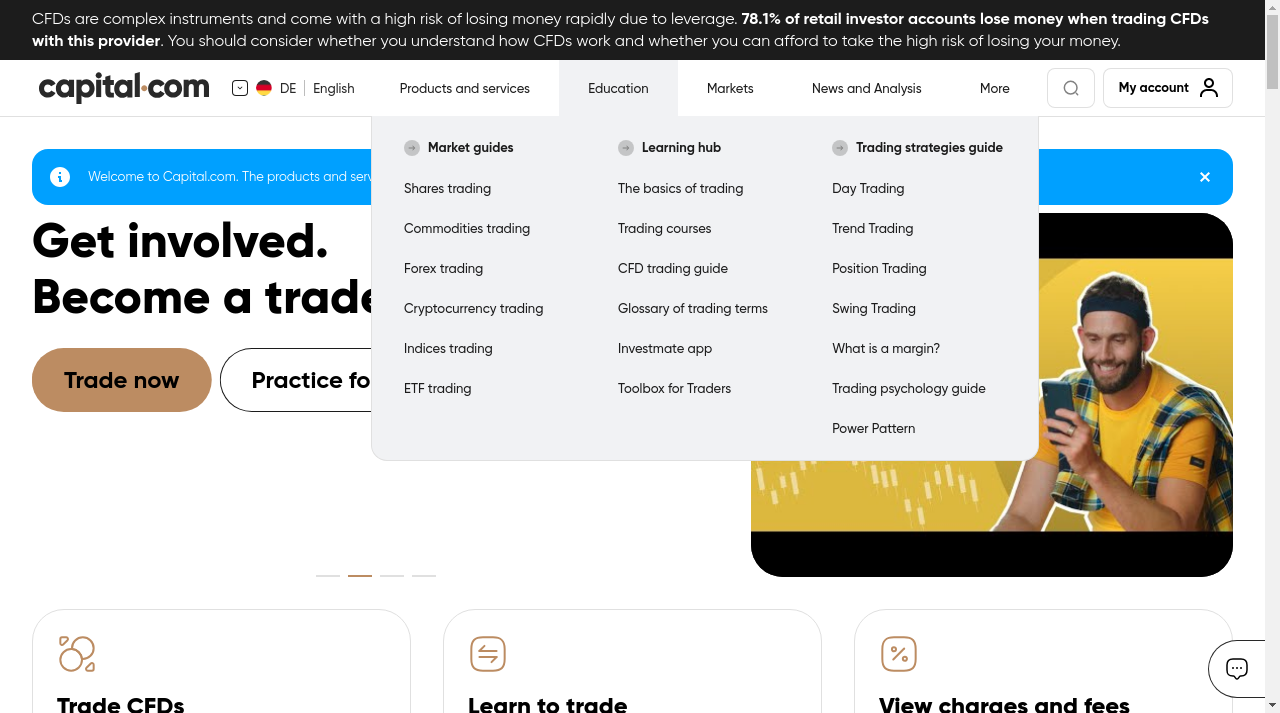 CFDs are complex instruments and come with a high risk of losing money rapidly due to leverage. 78.1% of retail investor accounts lose money when trading CFDs
with this provider. You should consider whether you understand how CFDs work and whether you can afford to take the high risk of losing your money.
capital.com
DE English
Products and services
Education
Markets
News and Analysis
More
My account
Market guides
Shares trading
Commodities trading
Forex trading
Cryptocurrency trading
Indices trading
ETF trading
Learning hub
The basics of trading
Trading courses
CFD trading guide
Glossary of trading terms
Investmate app
Toolbox for Traders
Trading strategies guide
Day Trading
Trend Trading
Position Trading
Swing Trading
What is a margin?
Trading psychology guide
Power Pattern
Welcome to Capital.com. The products and serv
Get involved.
Become a trade
Trade now
Practice fo
Trade CFDs
Learn to trade
View charges and fees